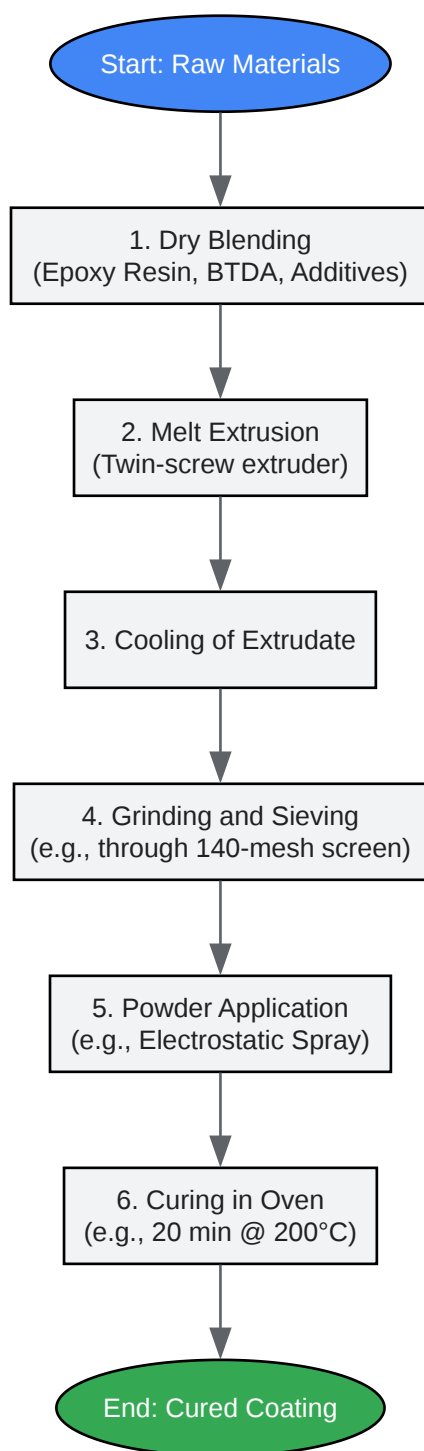 Start: Raw Materials
1. Dry Blending
(Epoxy Resin, BTDA, Additives)
2. Melt Extrusion
(Twin-screw extruder)
3. Cooling of Extrudate
4. Grinding and Sieving
(e.g., through 140-mesh screen)
5. Powder Application
(e.g., Electrostatic Spray)
6. Curing in Oven
(e.g., 20 min @ 200°C)
End: Cured Coating